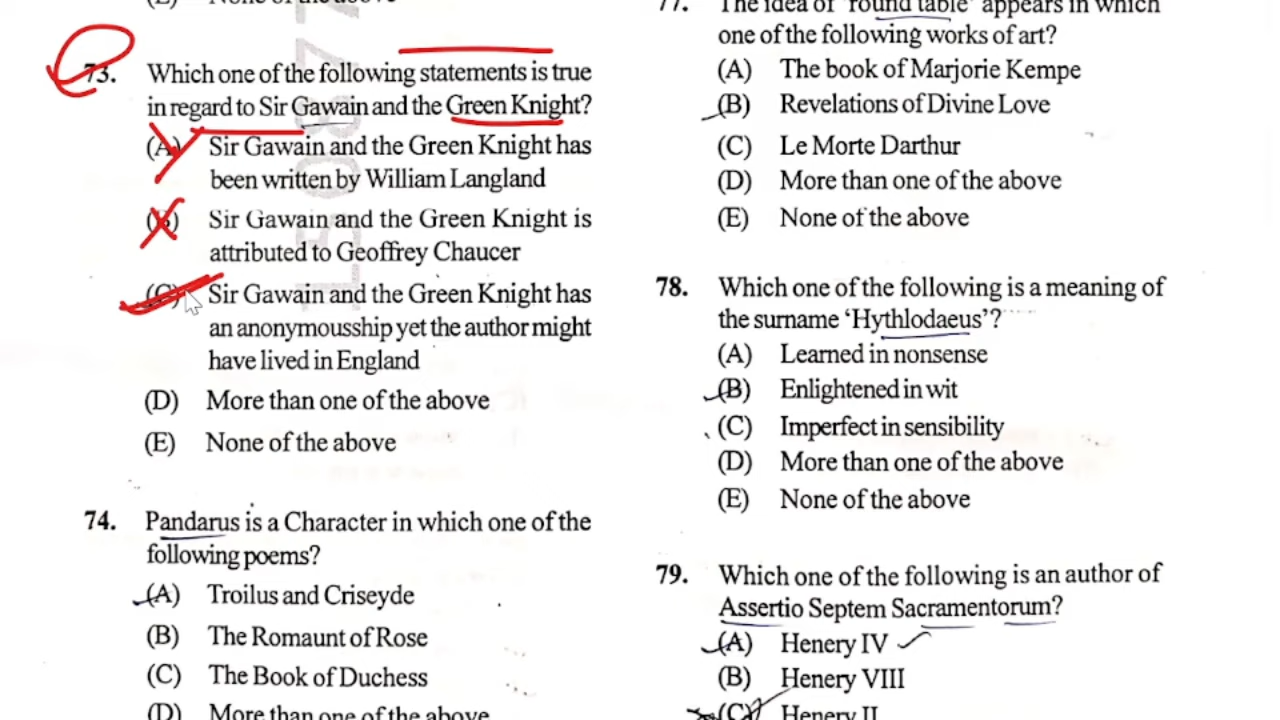 (E) None of the above
73. Which one of the following statements is true
in regard to Sir Gawain and the Green Knight?
(A) Sir Gawain and the Green Knight has
been written by William Langland
(B) Sir Gawain and the Green Knight is
attributed to Geoffrey Chaucer
(C) Sir Gawain and the Green Knight has
an anonymousship yet the author might
have lived in England
(D) More than one of the above
(E) None of the above
74. Pandarus is a Character in which one of the
following poems?
(A) Troilus and Criseyde
(B) The Romaunt of Rose
(C) The Book of Duchess
(D) More than one of the above
77. The idea of 'round table' appears in which
one of the following works of art?
(A) The book of Marjorie Kempe
(B) Revelations of Divine Love
(C) Le Morte Darthur
(D) More than one of the above
(E) None of the above
78. Which one of the following is a meaning of
the surname 'Hythlodaeus'?
(A) Learned in nonsense
(B) Enlightened in wit
(C) Imperfect in sensibility
(D) More than one of the above
(E) None of the above
79. Which one of the following is an author of
Assertio Septem Sacramentorum?
(A) Henery IV
(B) Henery VIII
(C) Henery II